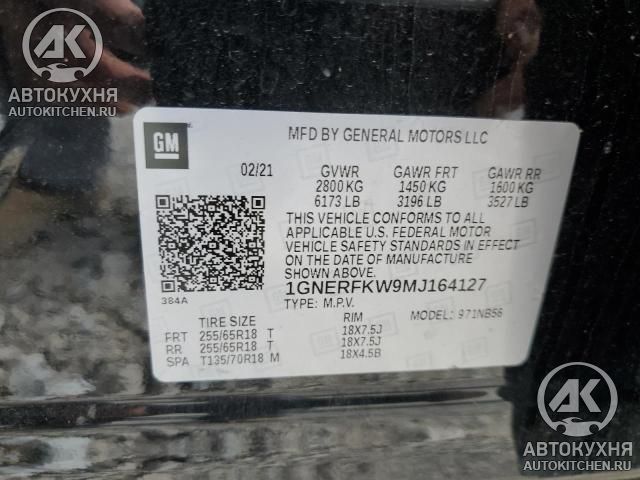 AK
АВТОКУХНЯ
AUTOKITCHEN.RU
GM
MFD BY GENERAL MOTORS LLC
02/21 GVWR GAWR FRT GAWR RR
2800 KG 1450 KG 1600 KG
6173 LB 3196 LB 3527 LB
THIS VEHICLE CONFORMS TO ALL
APPLICABLE U.S. FEDERAL MOTOR
VEHICLE SAFETY STANDARDS IN EFFECT
ON THE DATE OF MANUFACTURE
SHOWN ABOVE.
384A
1GNERFKW9MJ164127
TYPE: M.P.V. MODEL: 971NB56
TIRE SIZE RIM
FRT 255/65R18 T 18X7.5J
RR 255/65R18 T 18X7.5J
SPA T135/70R18 M 18X4.5B
AK
АВТОКУХНЯ
AUTOKITCHEN.RU